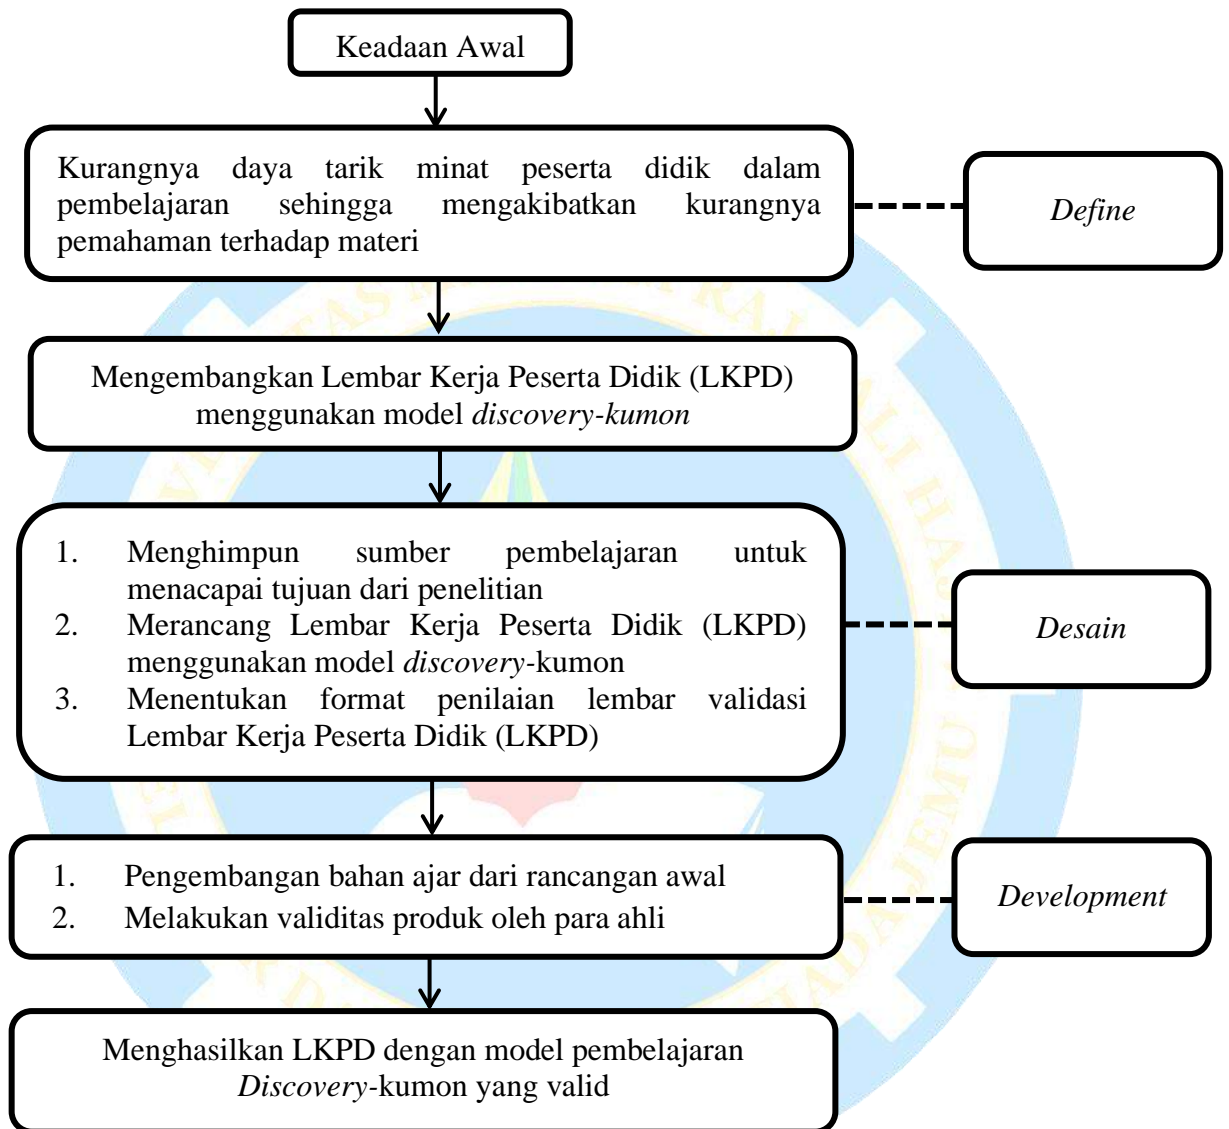 Keadaan Awal
Kurangnya daya tarik minat peserta didik dalam
pembelajaran sehingga mengakibatkan kurangnya
pemahaman terhadap materi
Define
Mengembangkan Lembar Kerja Peserta Didik (LKPD)
menggunakan model discovery-kumon
1. Menghimpun sumber pembelajaran untuk
menacapai tujuan dari penelitian
2. Merancang Lembar Kerja Peserta Didik (LKPD)
menggunakan model discovery-kumon
3. Menentukan format penilaian lembar validasi
Lembar Kerja Peserta Didik (LKPD)
Desain
1. Pengembangan bahan ajar dari rancangan awal
2. Melakukan validitas produk oleh para ahli
Development
Menghasilkan LKPD dengan model pembelajaran
Discovery-kumon yang valid